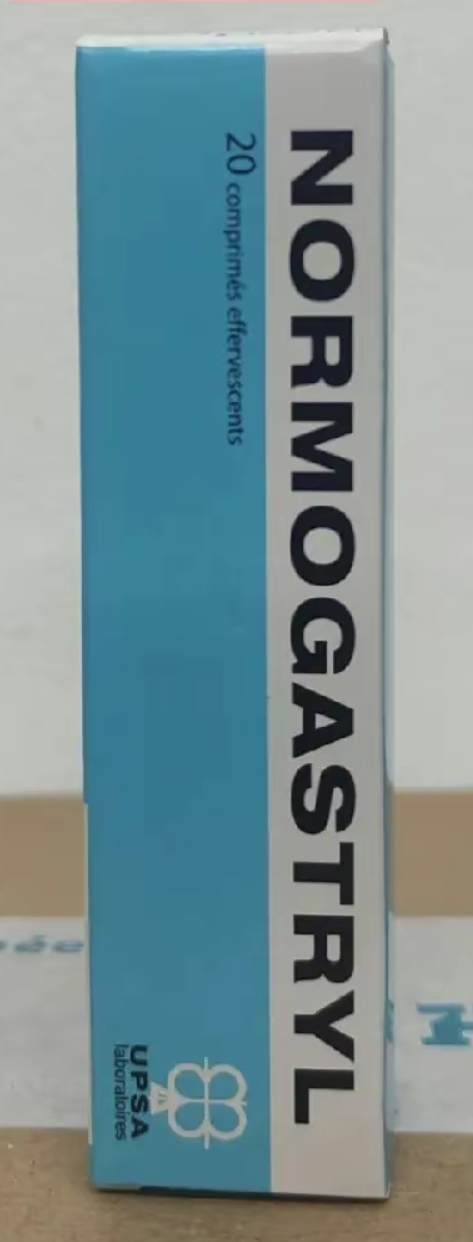 NORMOGASTRYL
20 comprimés effervescents
UPSA
laboratoires